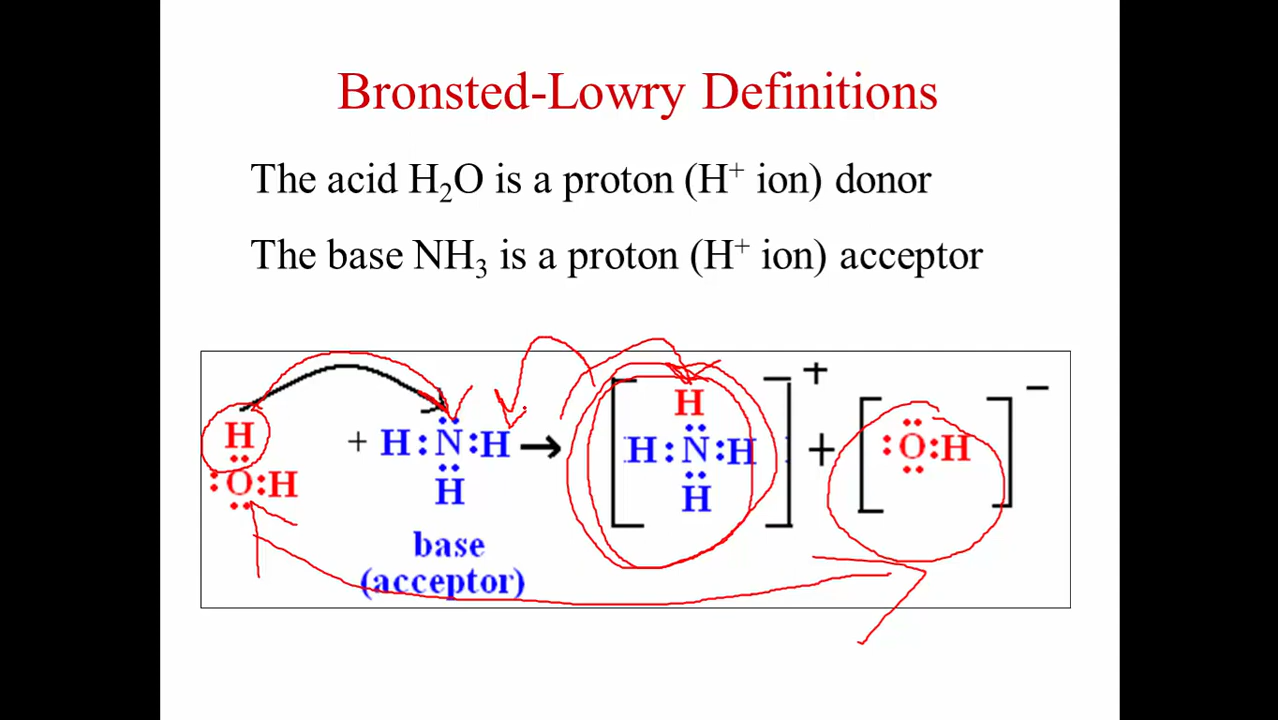 Bronsted-Lowry Definitions
The acid H₂O is a proton (H⁺ ion) donor
The base NH₃ is a proton (H⁺ ion) acceptor
H
:O:H
+ H:N:H → [H:N:H]⁺ + [:O:H]⁻
H
H
H
base
(acceptor)